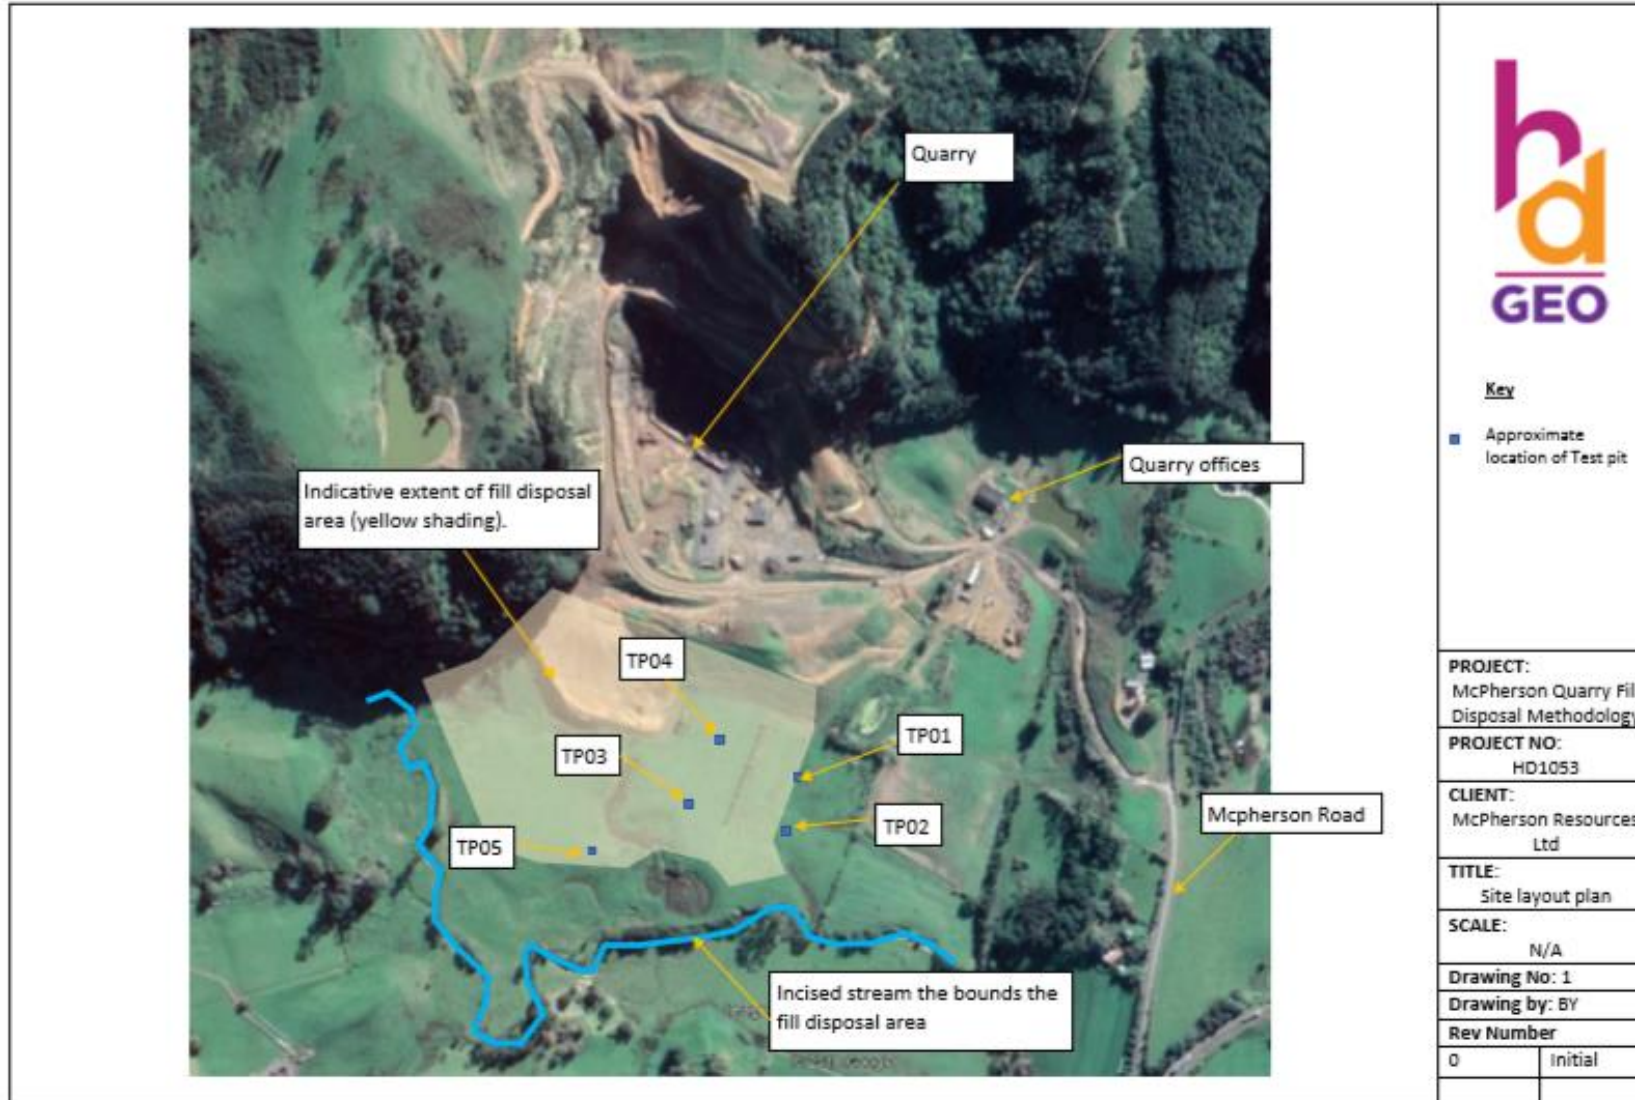 Quarry
Quarry offices
Indicative extent of fill disposal
area (yellow shading).
TP04
TP01
TP03
TP02
Mcpherson Road
TP05
Incised stream the bounds the
fill disposal area
hd
GEO
Key
Approximate
location of Test pit
PROJECT:
McPherson Quarry Fil
Disposal Methodology
PROJECT NO:
HD1053
CLIENT:
McPherson Resources
Ltd
TITLE:
Site layout plan
SCALE:
N/A
Drawing No: 1
Drawing by: BY
Rev Number
0 Initial